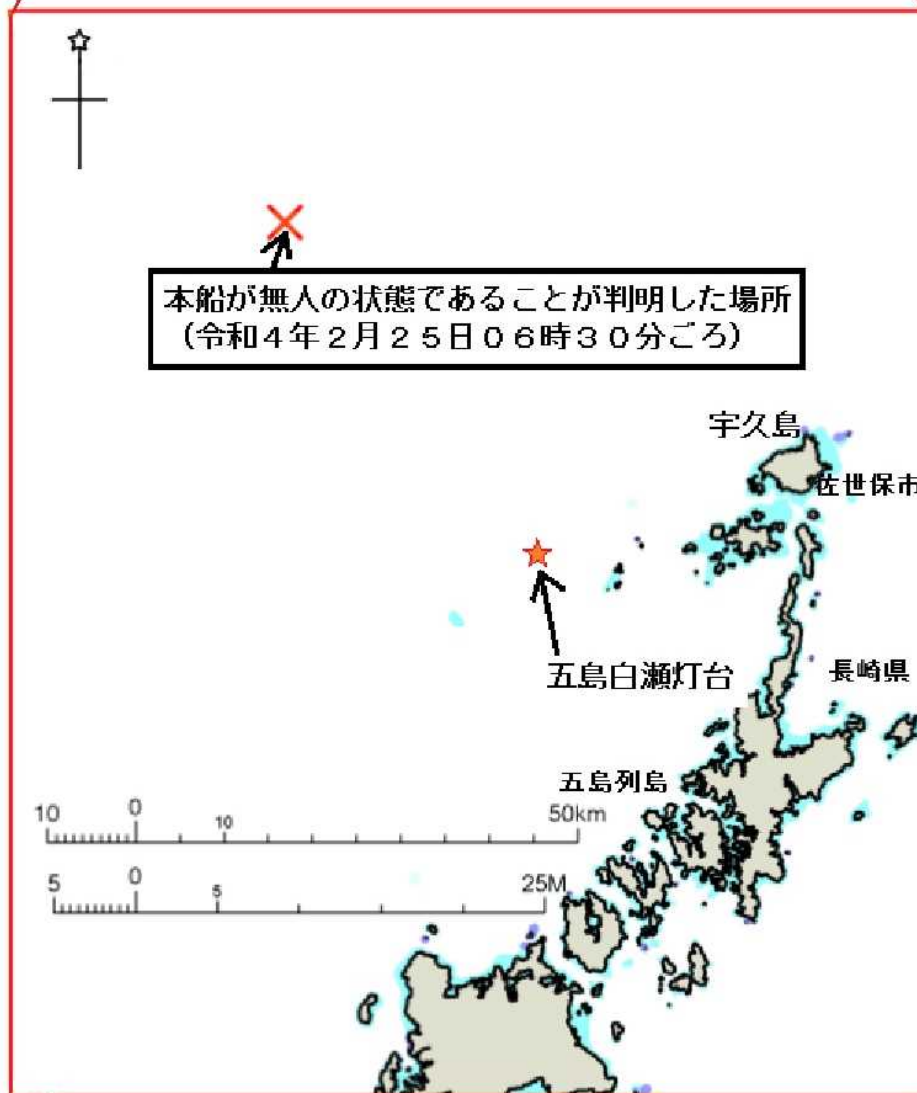 本船が無人の状態であることが判明した場所
（令和４年２月２５日０６時３０分ごろ）
宇久島
佐世保市
五島白瀬灯台
長崎県
五島列島
10 0 10 50km
5 0 5 25M